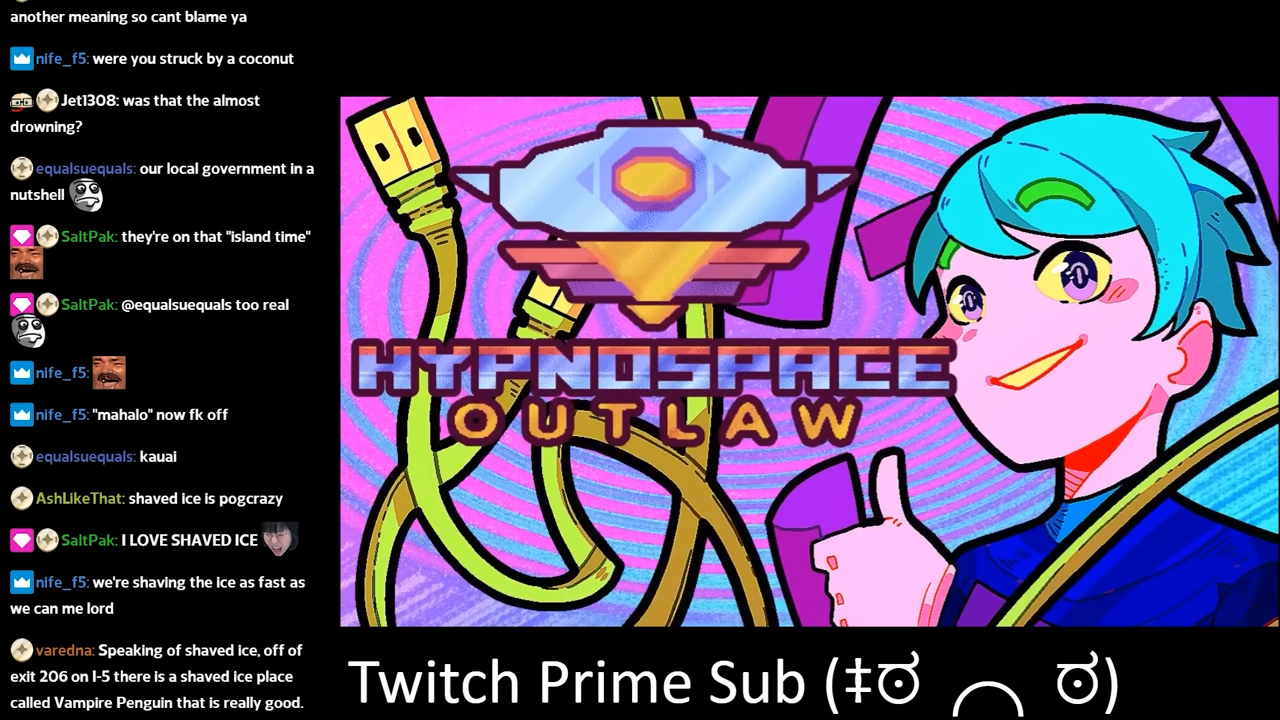 another meaning so cant blame ya
nife_f5: were you struck by a coconut
Jet1308: was that the almost
drowning?
equalsuequals: our local government in a
nutshell
SaltPak: they're on that "island time"
SaltPak: @equalsuequals too real
nife_f5:
nife_f5: "mahalo" now fk off
equalsuequals: kauai
AshLikeThat: shaved ice is pogcrazy
SaltPak: I LOVE SHAVED ICE
nife_f5: we're shaving the ice as fast as
we can me lord
varedna: Speaking of shaved ice, off of
exit 206 on I-5 there is a shaved ice place
called Vampire Penguin that is really good.
HYPNOSPACE
OUTLAW
Twitch Prime Sub (‡ಠ ╭╮ ಠ)